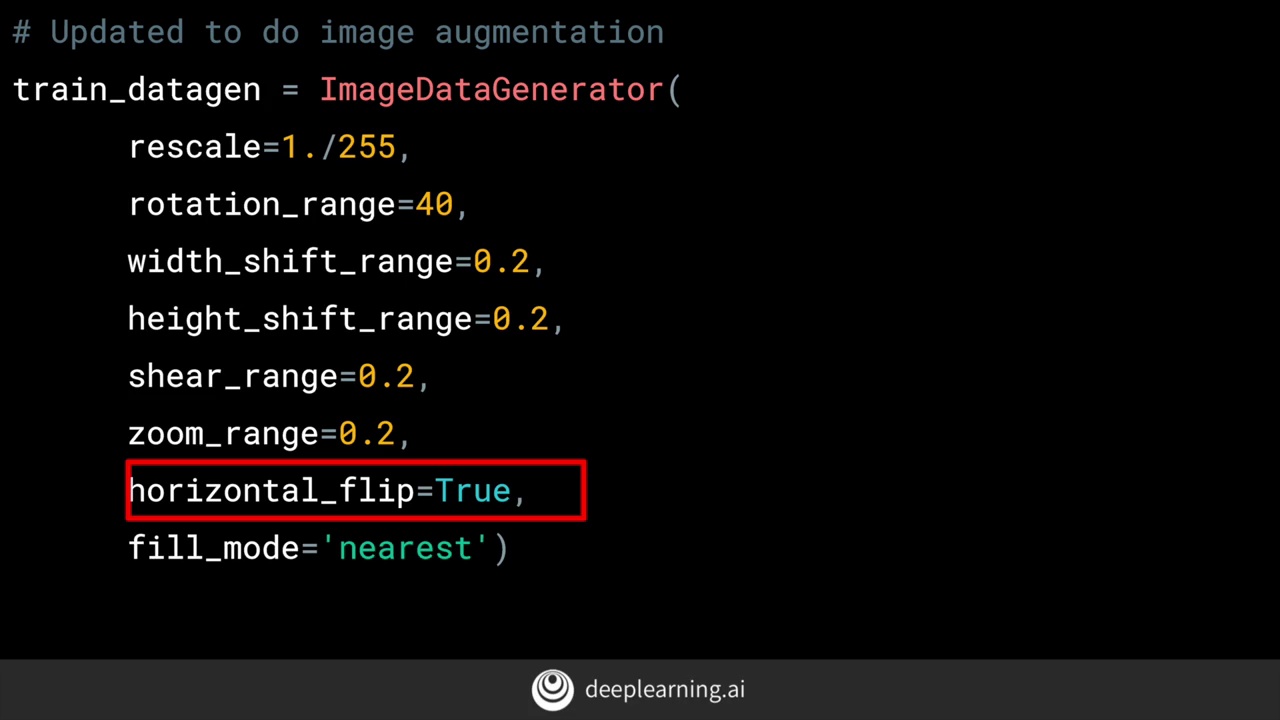 # Updated to do image augmentation
train_datagen = ImageDataGenerator(
rescale=1./255,
rotation_range=40,
width_shift_range=0.2,
height_shift_range=0.2,
shear_range=0.2,
zoom_range=0.2,
horizontal_flip=True,
fill_mode='nearest')
deeplearning.ai